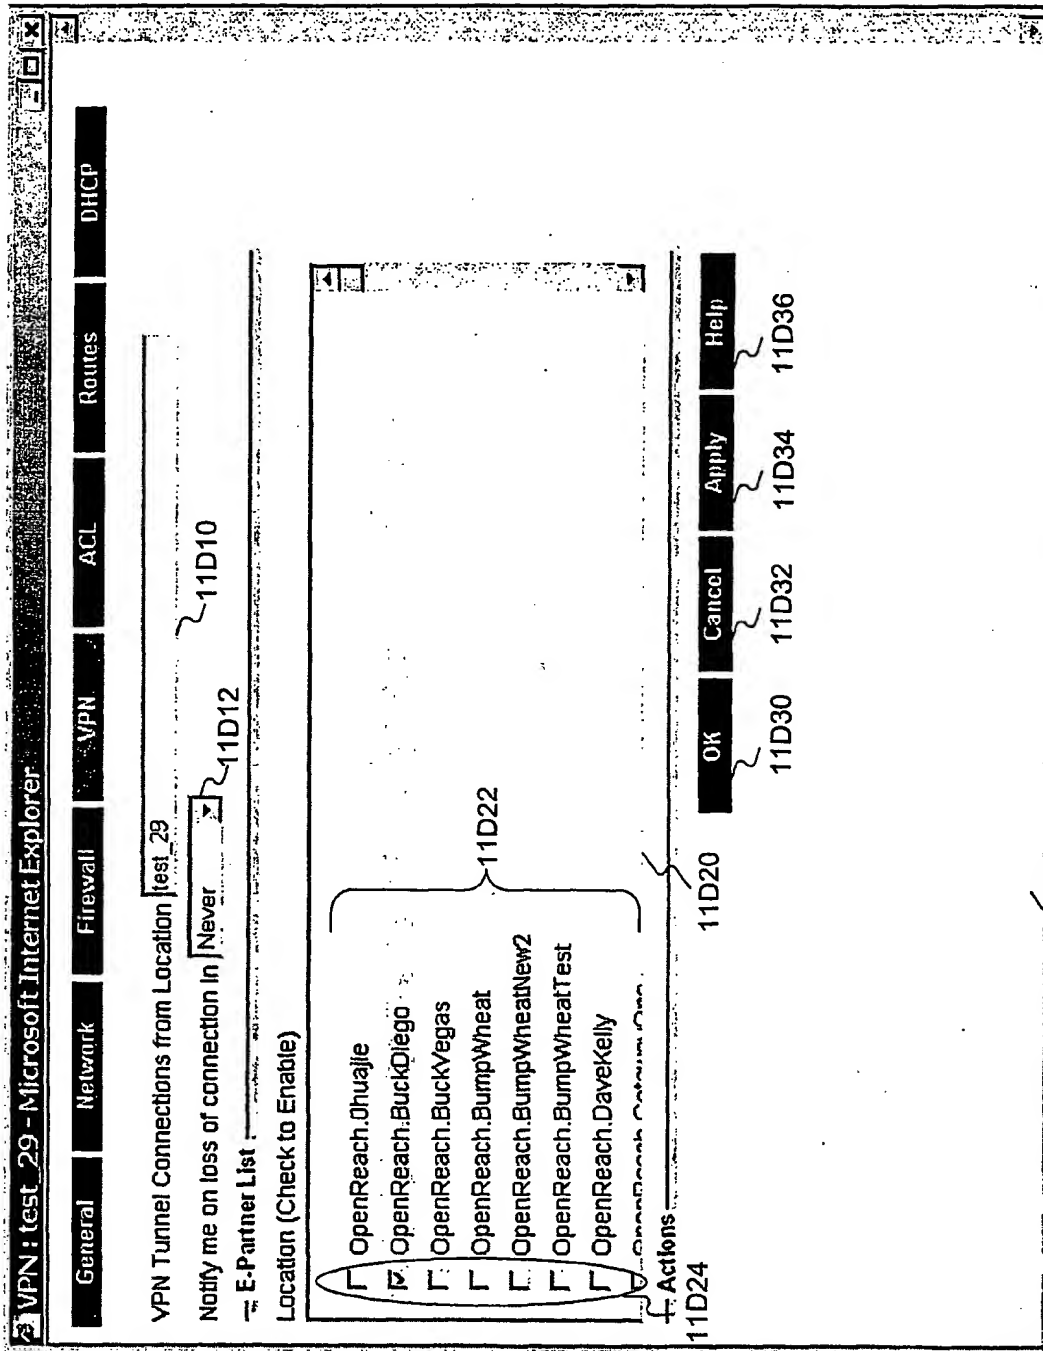 VPN : test_29 - Microsoft Internet Explorer
General Network Firewall VPN ACL Routes DHCP
VPN Tunnel Connections from Location test_29
11D10
Notify me on loss of connection In Never
11D12
E-Partner List
Location (Check to Enable)
OpenReach.0huajie
OpenReach.BuckDiego
OpenReach.BuckVegas
OpenReach.BumpWheat
OpenReach.BumpWheatNew2
OpenReach.BumpWheatTest
OpenReach.DaveKelly
11D22
11D20
Actions
11D24
OK Cancel Apply Help
11D30 11D32 11D34 11D36